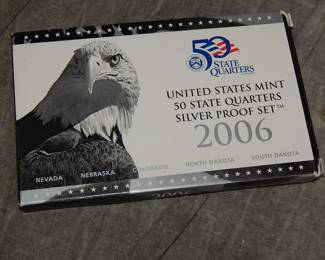 50
STATE
QUARTERS
UNITED STATES MINT
50 STATE QUARTERS
SILVER PROOF SET™
2006
NEVADA NEBRASKA COLORADO NORTH DAKOTA SOUTH DAKOTA
2006